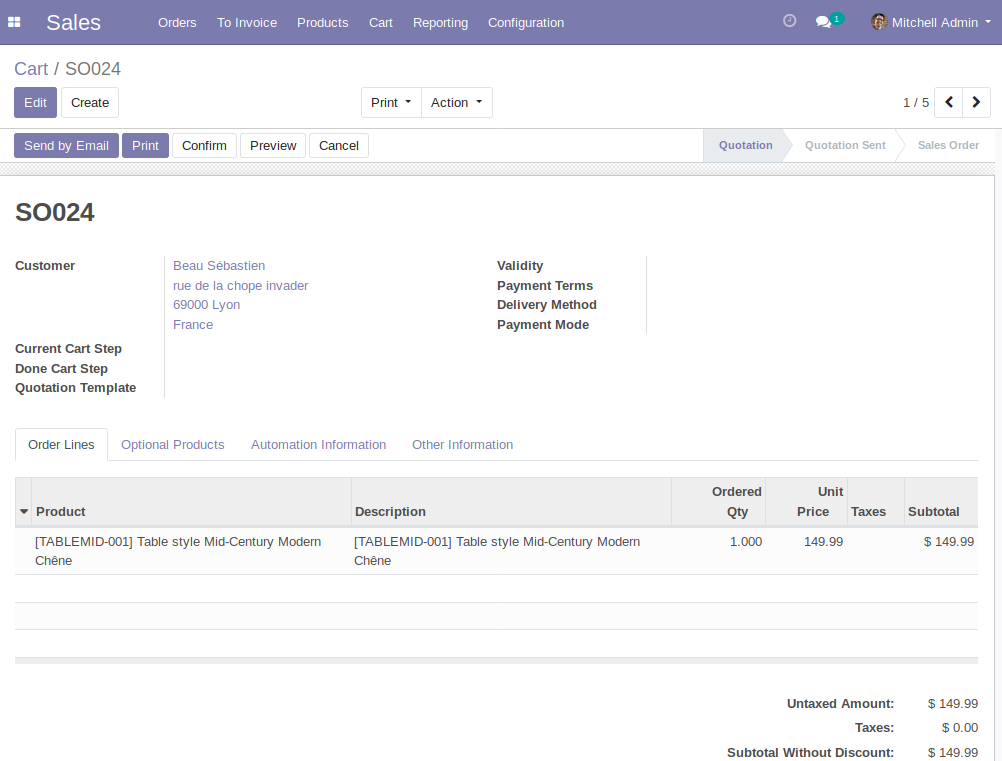 Sales Orders To Invoice Products Cart Reporting Configuration 1 Mitchell Admin
Cart / SO024
Edit Create Print Action 1 / 5
Send by Email Print Confirm Preview Cancel Quotation Quotation Sent Sales Order
SO024
Customer Beau Sébastien
rue de la chope invader
69000 Lyon
France
Validity
Payment Terms
Delivery Method
Payment Mode
Current Cart Step
Done Cart Step
Quotation Template
Order Lines Optional Products Automation Information Other Information
Product Description Ordered Qty Unit Price Taxes Subtotal
[TABLEMID-001] Table style Mid-Century Modern Chêne [TABLEMID-001] Table style Mid-Century Modern Chêne 1.000 149.99 $ 149.99
Untaxed Amount: $ 149.99
Taxes: $ 0.00
Subtotal Without Discount: $ 149.99